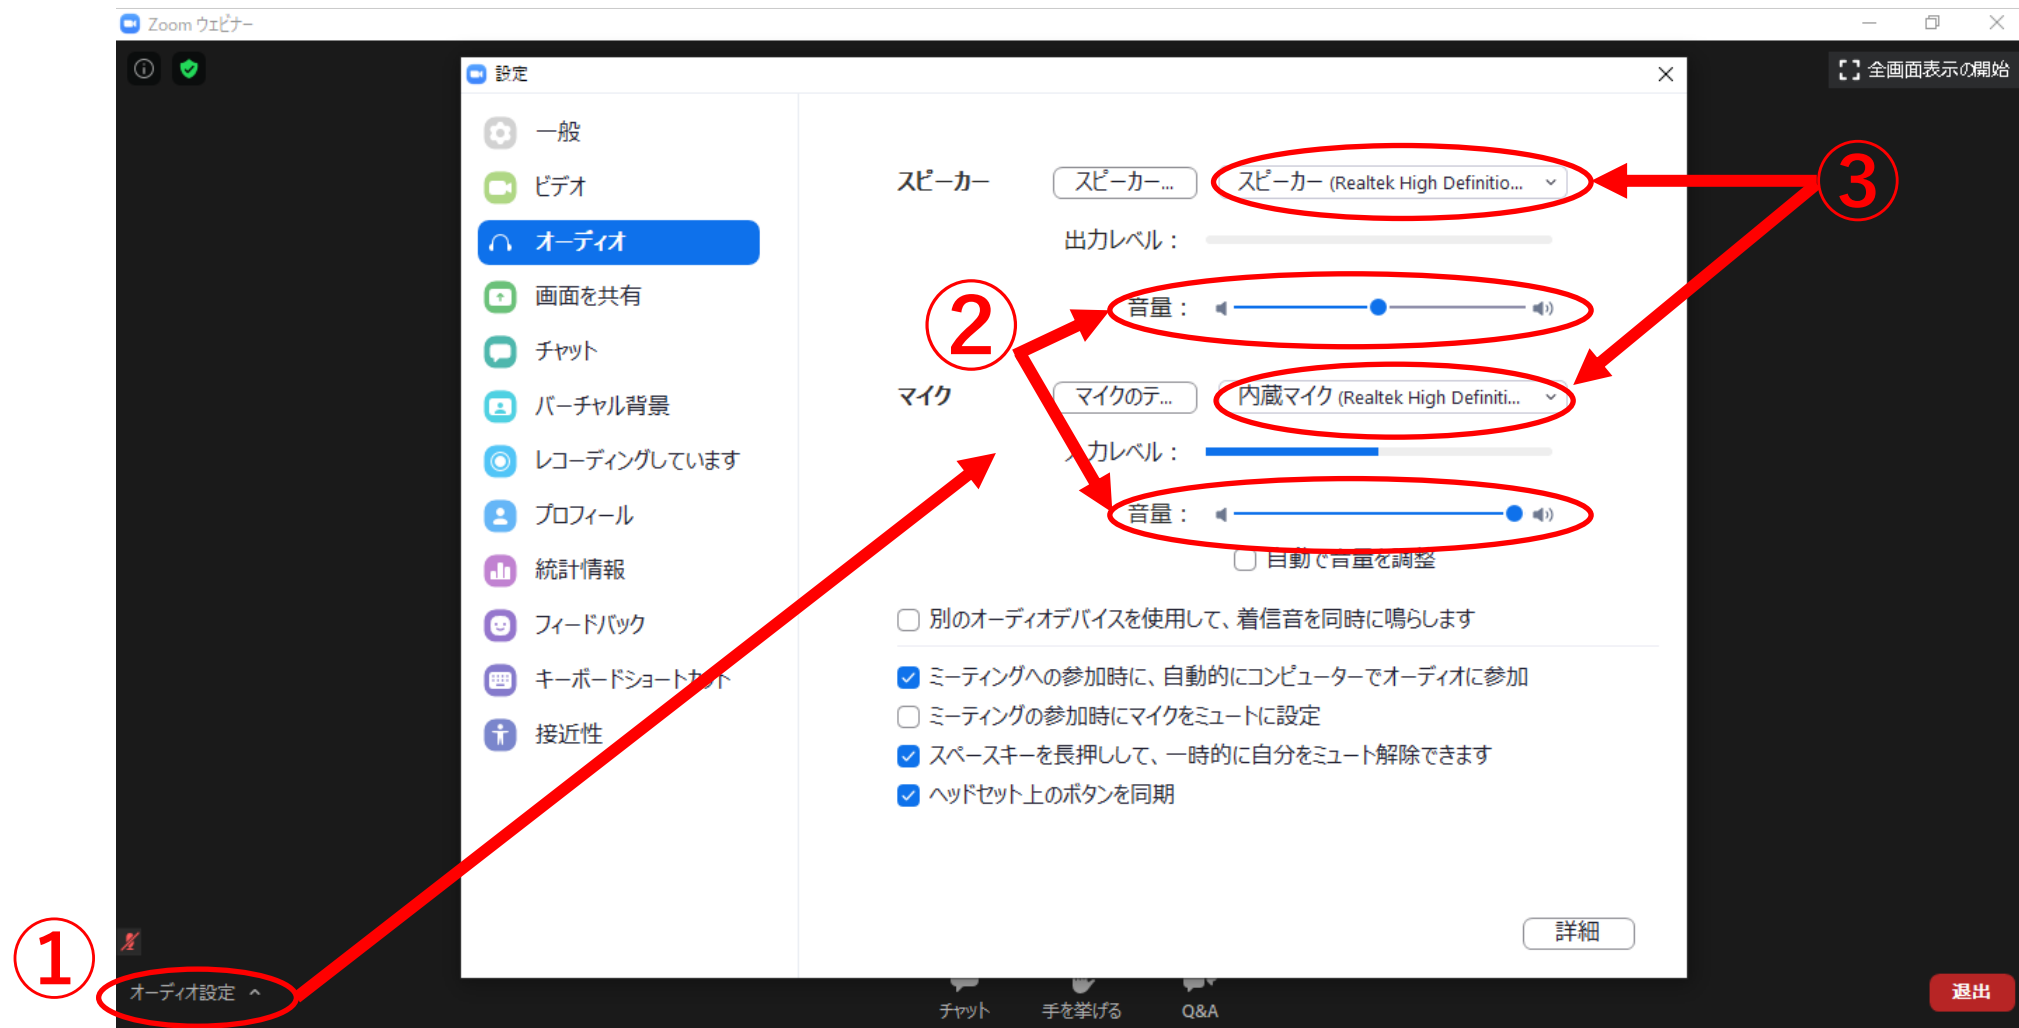 Zoom ウェビナー
全画面表示の開始
設定
一般
ビデオ
オーディオ
画面を共有
チャット
バーチャル背景
レコーディングしています
プロフィール
統計情報
フィードバック
キーボードショートカット
接近性
スピーカー
スピーカー...
スピーカー (Realtek High Definitio...
出力レベル：
音量：
マイク
マイクのテ...
内蔵マイク (Realtek High Definiti...
入力レベル：
音量：
自動で音量を調整
別のオーディオデバイスを使用して、着信音を同時に鳴らします
ミーティングへの参加時に、自動的にコンピューターでオーディオに参加
ミーティングの参加時にマイクをミュートに設定
スペースキーを長押しして、一時的に自分をミュート解除できます
ヘッドセット上のボタンを同期
詳細
①
②
③
オーディオ設定
チャット
手を挙げる
Q&A
退出